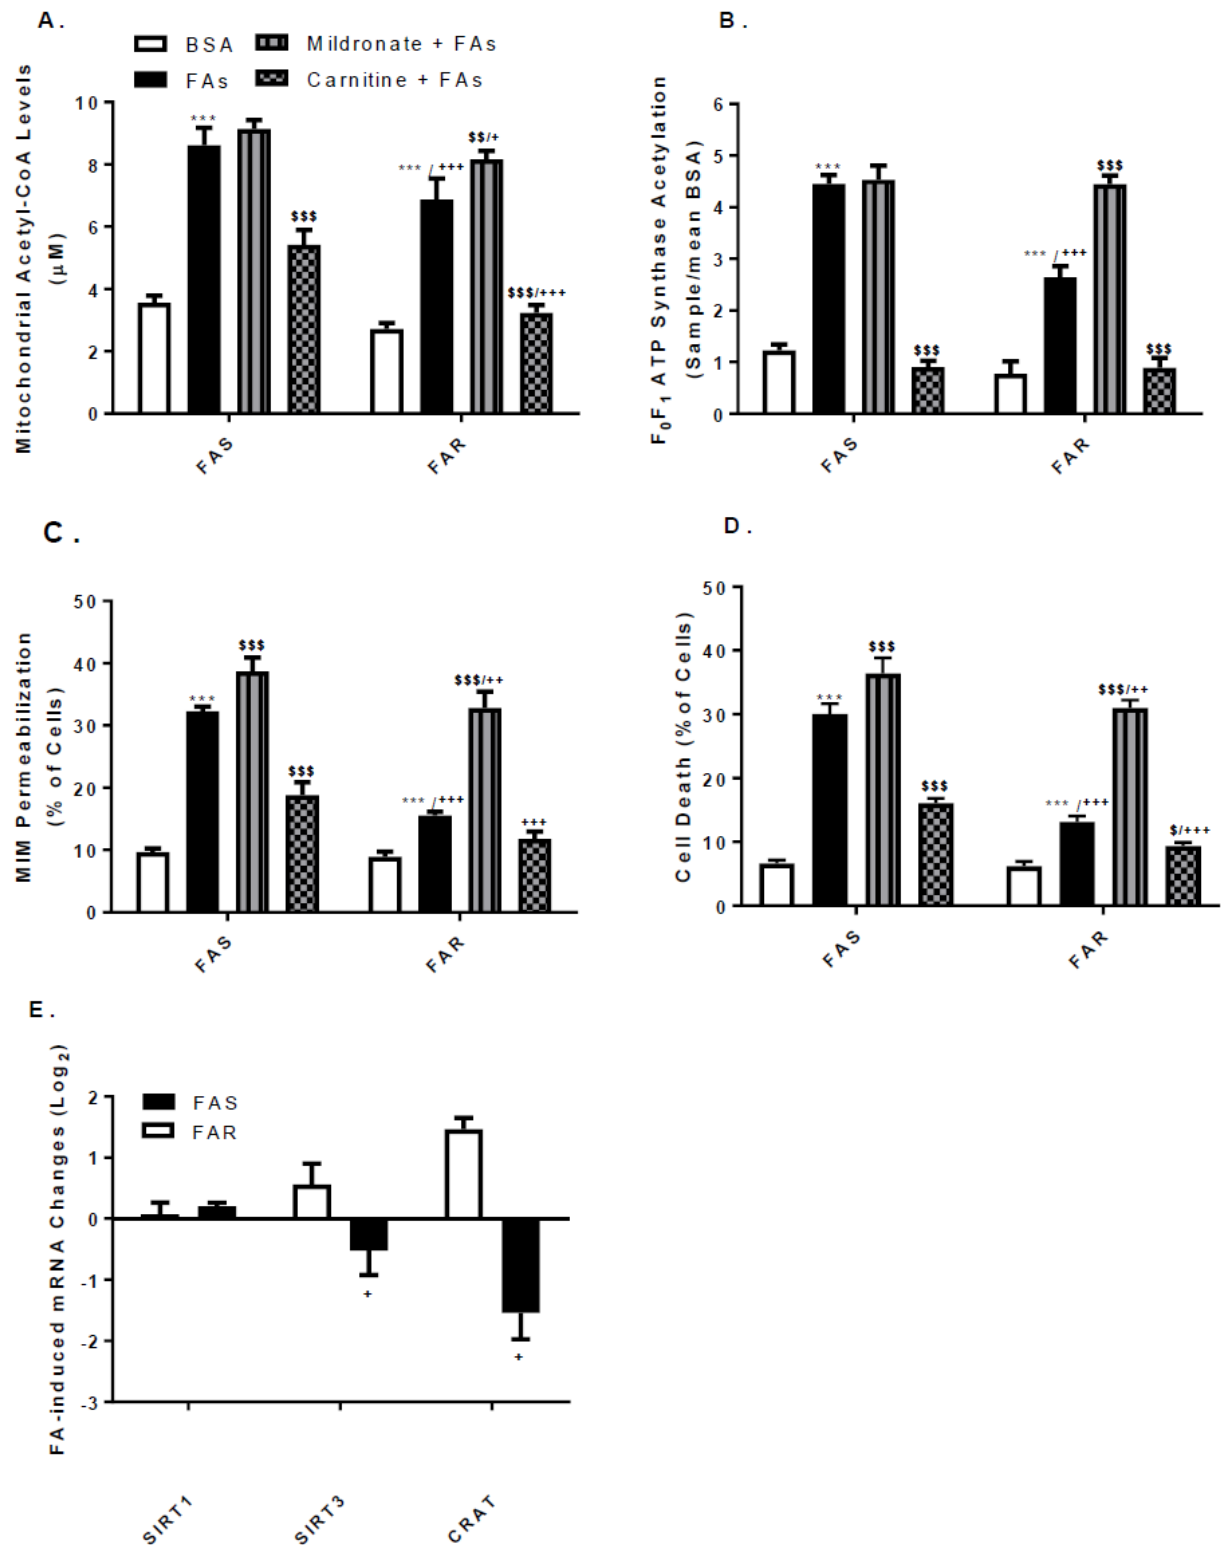 A.
BSA
Mildronate + FAs
FAs
Carnitine + FAs
Mitochondrial Acetyl-CoA Levels
(µM)
10
8
6
4
2
0
***
$$$
*** / +++
$$/+
$$$/+++
FAS
FAR
B.
F0F1 ATP Synthase Acetylation
(Sample/mean BSA)
6
5
4
3
2
1
0
***
$$$
*** / +++
$$$
$$$
FAS
FAR
C.
MIM Permeabilization
(% of Cells)
50
40
30
20
10
0
***
$$$
$$$
*** /+++
$$$/++
+++
FAS
FAR
D.
Cell Death (% of Cells)
50
40
30
20
10
0
***
$$$
$$$
*** /+++
$$$/++
$/+++
FAS
FAR
E.
FA-induced mRNA Changes (Log2)
FAS
FAR
2
1
0
-1
-2
-3
+
+
SIRT1
SIRT3
CRAT